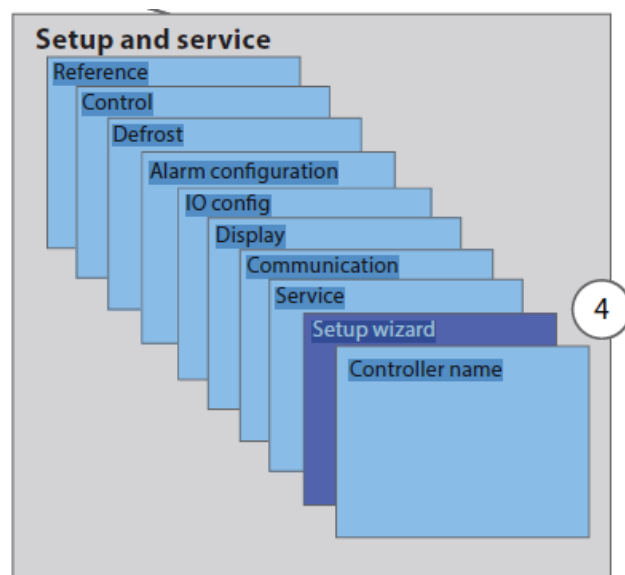 Setup and service
Reference
Control
Defrost
Alarm configuration
IO config
Display
Communication
Service
Setup wizard
4
Controller name